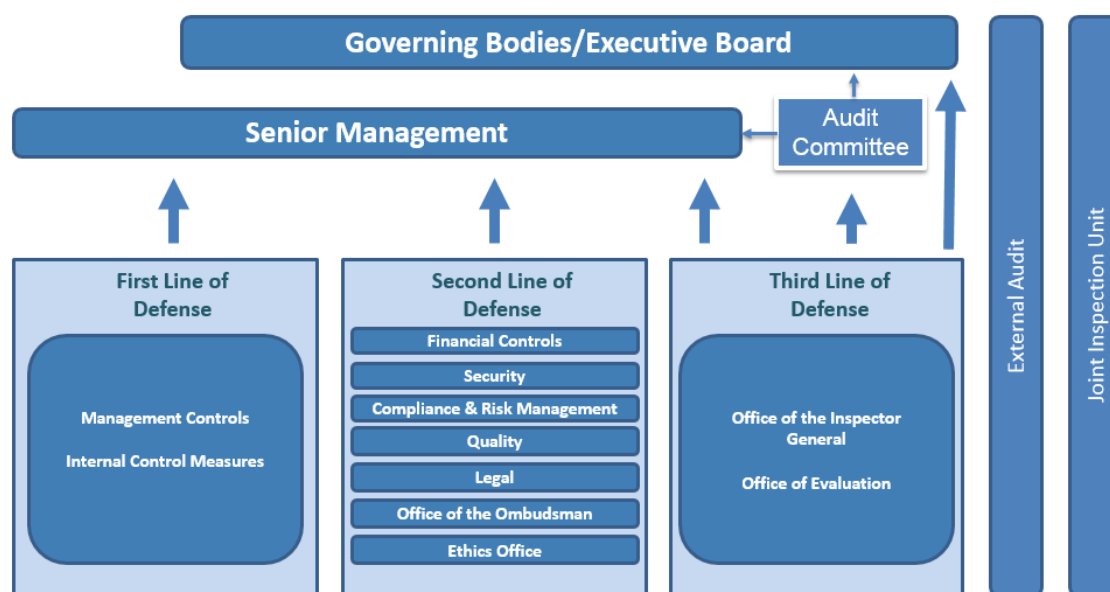 Governing Bodies/Executive Board
Senior Management
Audit
Committee
First Line of
Defense
Management Controls
Internal Control Measures
Second Line of
Defense
Financial Controls
Security
Compliance & Risk Management
Quality
Legal
Office of the Ombudsman
Ethics Office
Third Line of
Defense
Office of the Inspector
General
Office of Evaluation
External Audit
Joint Inspection Unit